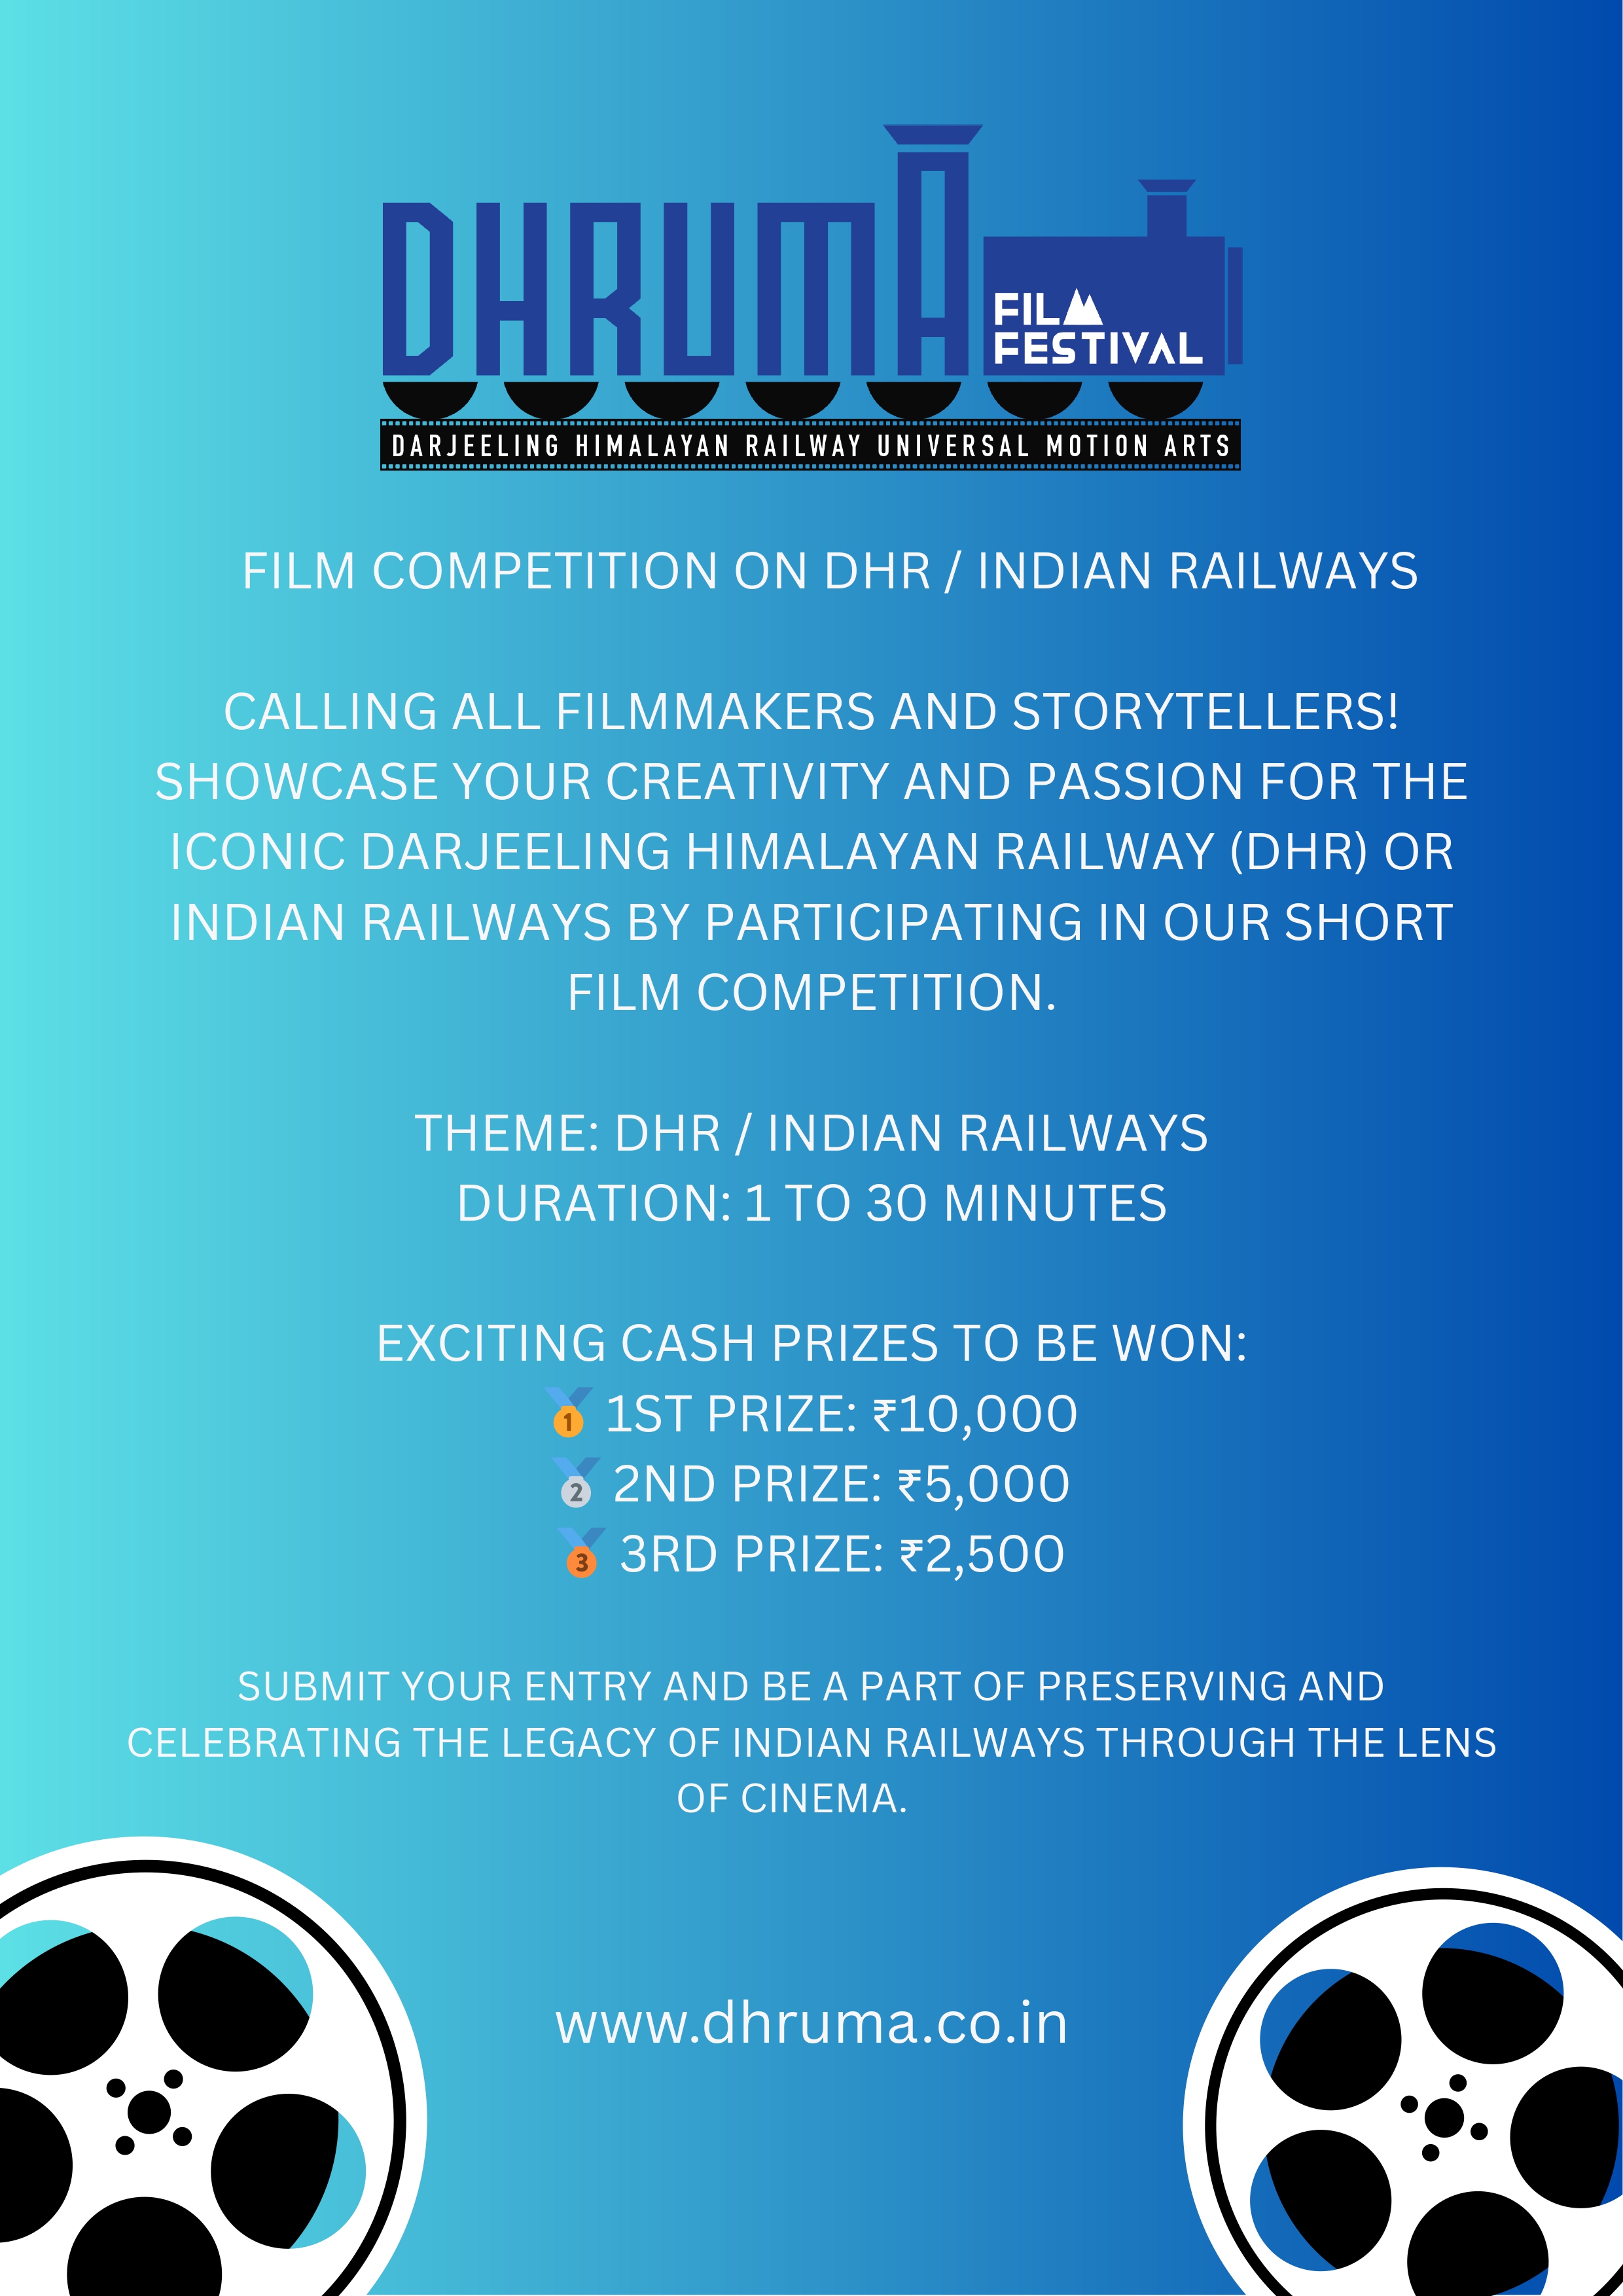 DHRUMA
FILM
FESTIVAL
DARJEELING HIMALAYAN RAILWAY UNIVERSAL MOTION ARTS
FILM COMPETITION ON DHR / INDIAN RAILWAYS
CALLING ALL FILMMAKERS AND STORYTELLERS!
SHOWCASE YOUR CREATIVITY AND PASSION FOR THE
ICONIC DARJEELING HIMALAYAN RAILWAY (DHR) OR
INDIAN RAILWAYS BY PARTICIPATING IN OUR SHORT
FILM COMPETITION.
THEME: DHR / INDIAN RAILWAYS
DURATION: 1 TO 30 MINUTES
EXCITING CASH PRIZES TO BE WON:
🥇 1ST PRIZE: ₹10,000
🥈 2ND PRIZE: ₹5,000
🥉 3RD PRIZE: ₹2,500
SUBMIT YOUR ENTRY AND BE A PART OF PRESERVING AND
CELEBRATING THE LEGACY OF INDIAN RAILWAYS THROUGH THE LENS
OF CINEMA.
www.dhruma.co.in